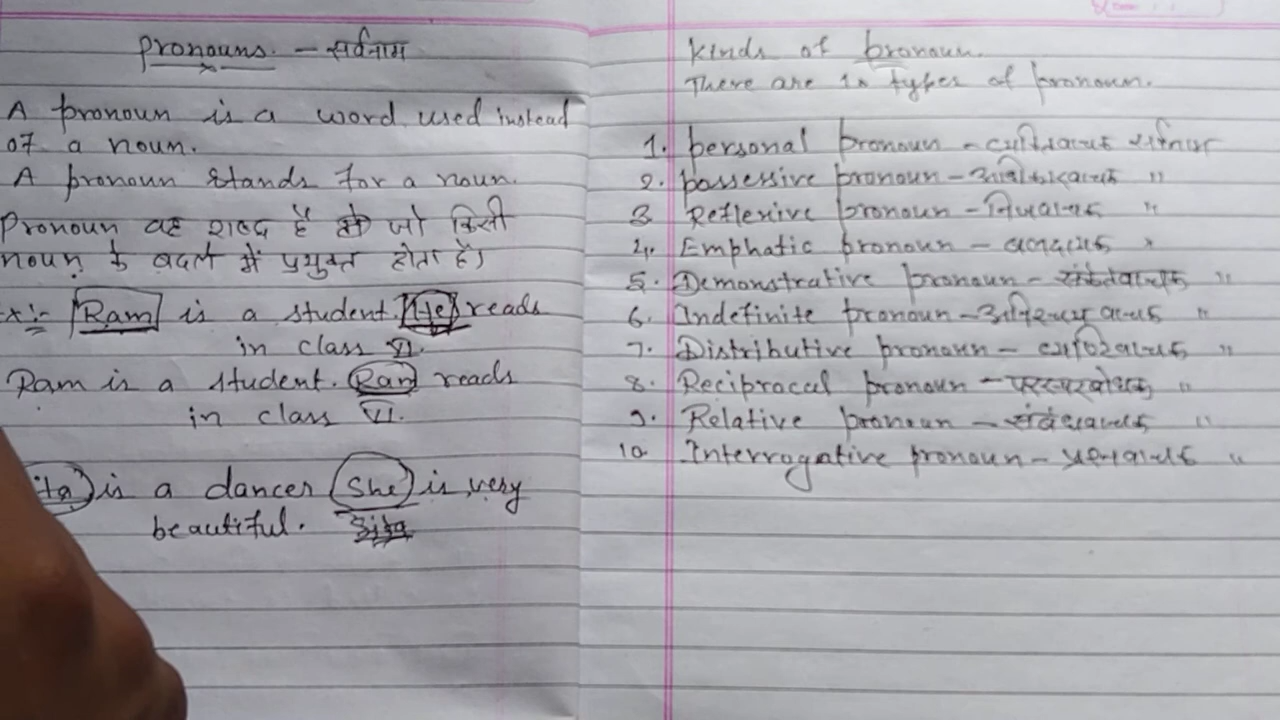 Pronouns. - सर्वनाम
A pronoun is a word used instead
of a noun.
A pronoun stands for a noun.
Pronoun वह शब्द हैं जो किसी
noun के बदले में प्रयुक्त होता है।
Ex:- Ram is a student. He reads
in class VI.
Ram is a student. Ram reads
in class VI.
ita is a dancer She is very
beautiful. Sita
Kinds of pronoun.
There are 10 types of pronoun.
1. personal pronoun - व्यक्तिवाचक सर्वनाम
2. possessive pronoun - अधिकारवाचक "
3. Reflexive pronoun - निजवाचक "
4. Emphatic pronoun - "
5. Demonstrative pronoun - संकेतवाचक "
6. Indefinite pronoun - अनिश्चयवाचक "
7. Distributive pronoun - "
8. Reciprocal pronoun - परस्परबोधक "
9. Relative pronoun - संबंधवाचक "
10 Interrogative pronoun - प्रश्नवाचक "